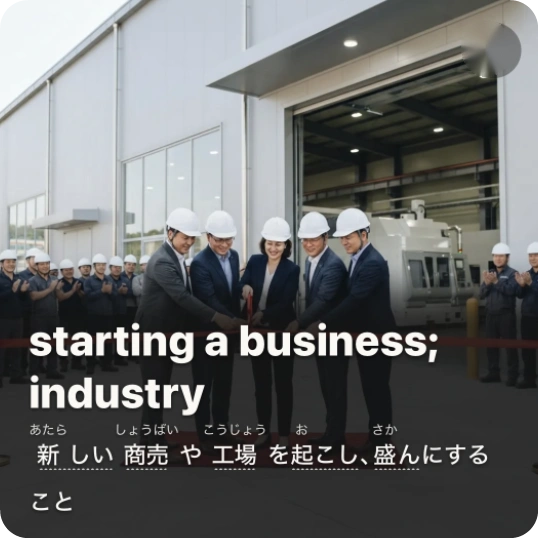 starting a business;
industry
あたら しょうばい こうじょう お さか
新しい 商売 や 工場 を起こし、盛んにする
こと